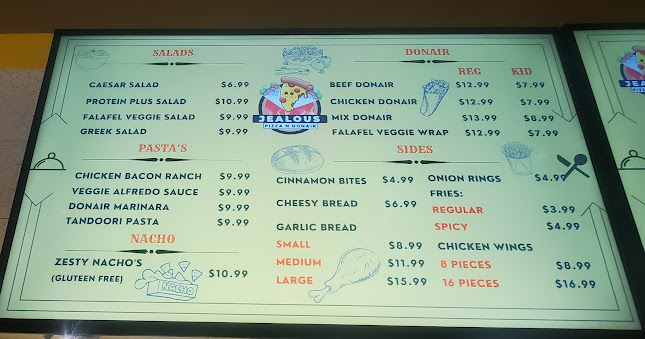 SALADS
CAESAR SALAD $6.99
PROTEIN PLUS SALAD $10.99
FALAFEL VEGGIE SALAD $9.99
GREEK SALAD $9.99
PASTA'S
CHICKEN BACON RANCH $9.99
VEGGIE ALFREDO SAUCE $9.99
DONAIR MARINARA $9.99
TANDOORI PASTA $9.99
NACHO
ZESTY NACHO'S
(GLUTEEN FREE) $10.99
NACHO
JEALOUS
PIZZA N DONAIR
DONAIR
REG KID
BEEF DONAIR $12.99 $7.99
CHICKEN DONAIR $12.99 $7.99
MIX DONAIR $13.99 $8.99
FALAFEL VEGGIE WRAP $12.99 $7.99
SIDES
CINNAMON BITES $4.99
CHEESY BREAD $6.99
GARLIC BREAD
SMALL $8.99
MEDIUM $11.99
LARGE $15.99
ONION RINGS $4.99
FRIES:
REGULAR $3.99
SPICY $4.99
CHICKEN WINGS
8 PIECES $8.99
16 PIECES $16.99